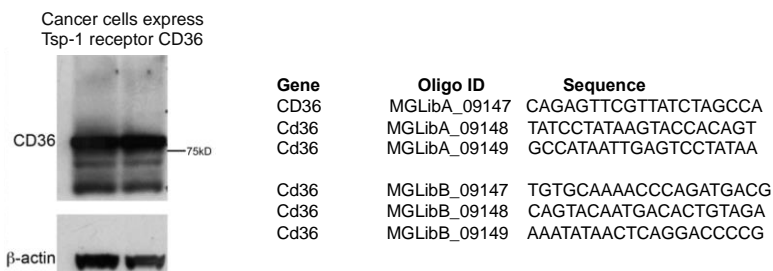 Cancer cells express
Tsp-1 receptor CD36
CD36
75kD
β-actin
Gene Oligo ID Sequence
CD36 MGLibA_09147 CAGAGTTCGTTATCTAGCCA
Cd36 MGLibA_09148 TATCCTATAAGTACCACAGT
Cd36 MGLibA_09149 GCCATAATTGAGTCCTATAA
Cd36 MGLibB_09147 TGTGCAAAACCCAGATGACG
Cd36 MGLibB_09148 CAGTACAATGACACTGTAGA
Cd36 MGLibB_09149 AAATATAACTCAGGACCCCG